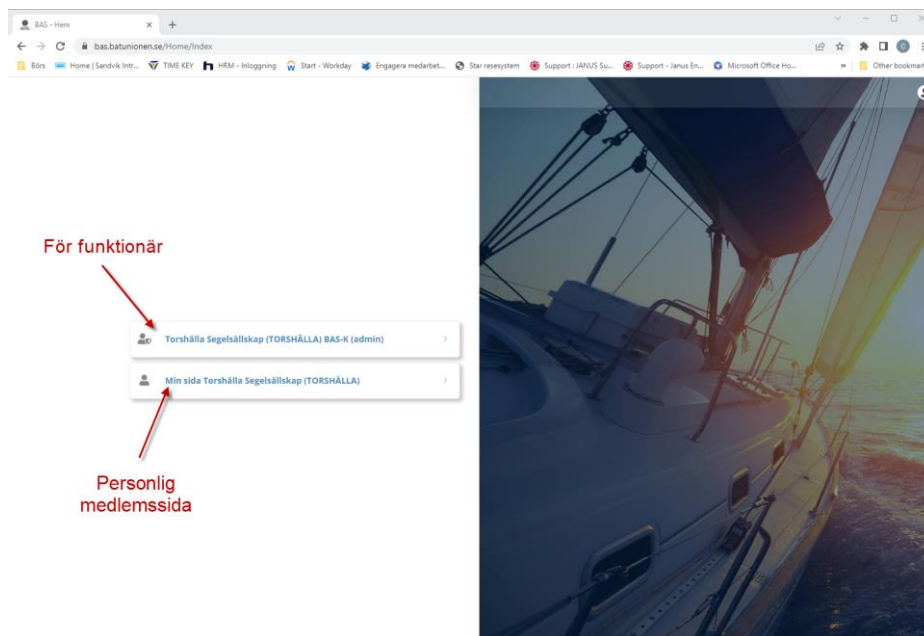 BAS - Hem
bas.batunionen.se/Home/Index
Börs Home | Sandvik Intr... TIME KEY HRM - Inloggning Start - Workday Engagera medarbet... Star resesystem Support : JANUS Su... Support - Janus En... Microsoft Office Ho... » Other bookmark
För funktionär
Torshälla Segelsällskap (TORSHÄLLA) BAS-K (admin)
Min sida Torshälla Segelsällskap (TORSHÄLLA)
Personlig
medlemssida